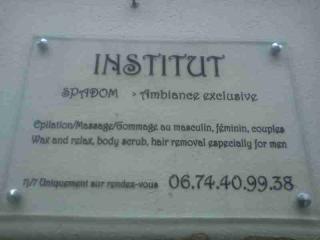 INSTITUT
SPADOM > Ambiance exclusive
Epilation/Massage/Gommage au masculin, féminin, couples
Wax and relax, body scrub, hair removal especially for men
7j/7 Uniquement sur rendez-vous 06.74.40.99.38